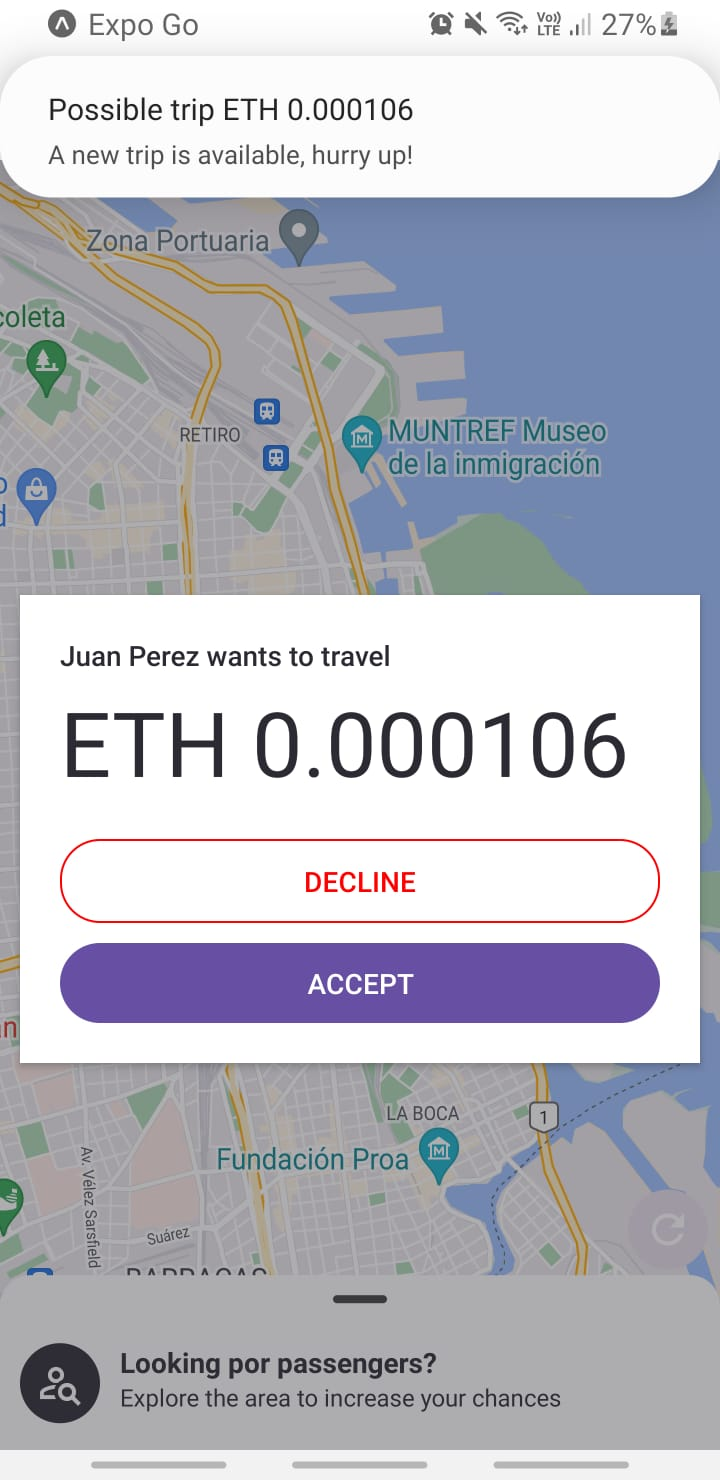 Expo Go
Vo)) LTE 27%
Possible trip ETH 0.000106
A new trip is available, hurry up!
Zona Portuaria
coleta
RETIRO
MUNTREF Museo
de la inmigración
Juan Perez wants to travel
ETH 0.000106
DECLINE
ACCEPT
LA BOCA
1
Fundación Proa
Av. Vélez Sarsfield
Suárez
BARRACAS
Looking por passengers?
Explore the area to increase your chances